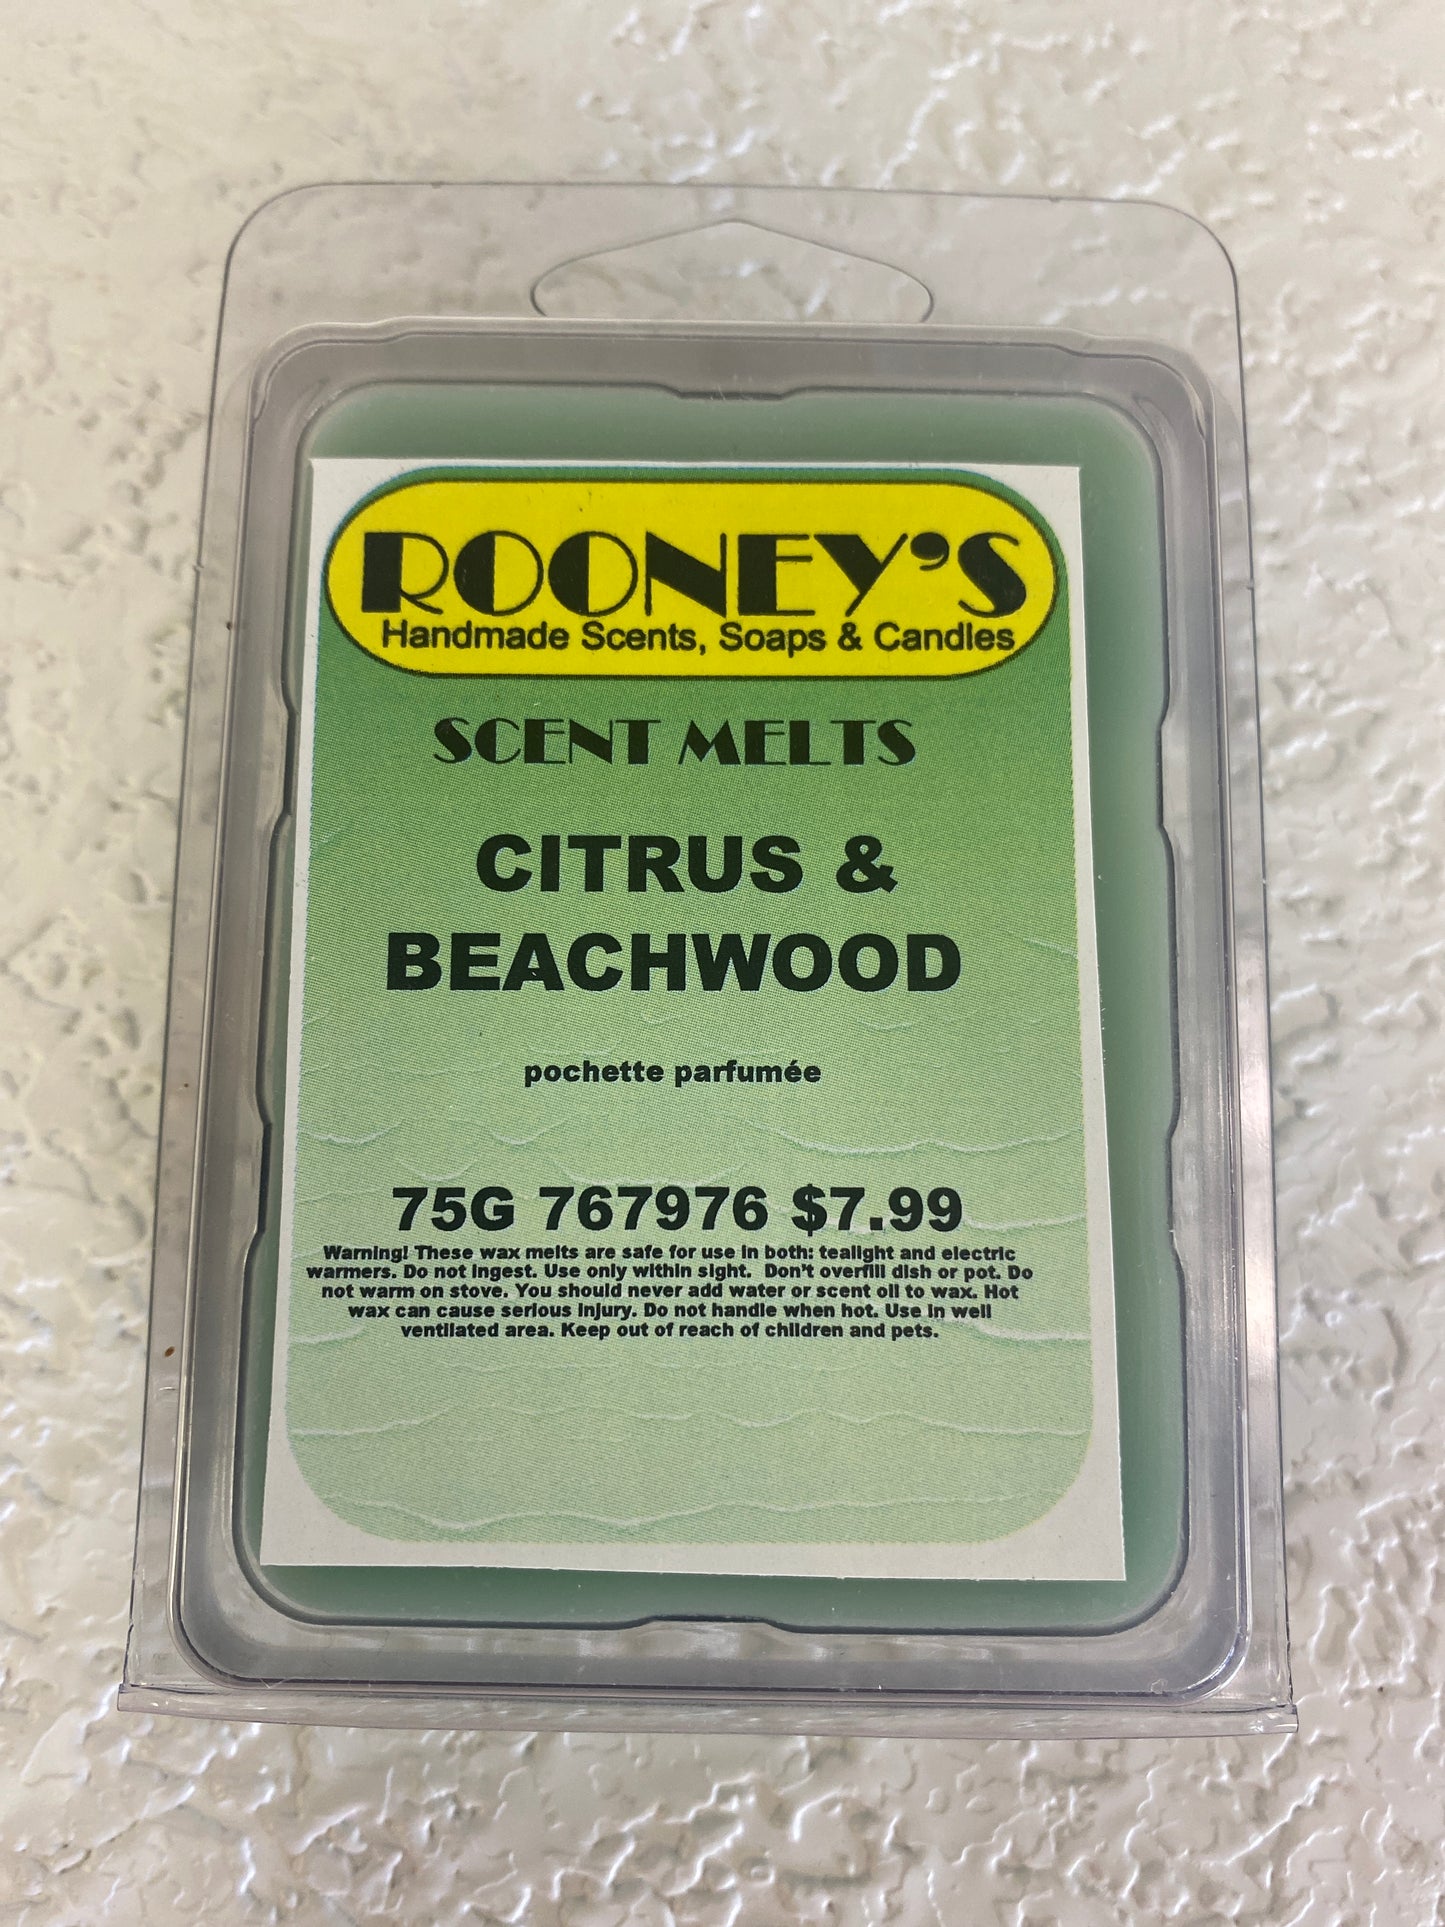 ROONEY'S
Handmade Scents, Soaps & Candles
SCENT MELTS
CITRUS &
BEACHWOOD
pochette parfumée
75G 767976 $7.99
Warning! These wax melts are safe for use in both: tealight and electric
warmers. Do not ingest. Use only within sight. Don't overfill dish or pot. Do
not warm on stove. You should never add water or scent oil to wax. Hot
wax can cause serious injury. Do not handle when hot. Use in well
ventilated area. Keep out of reach of children and pets.